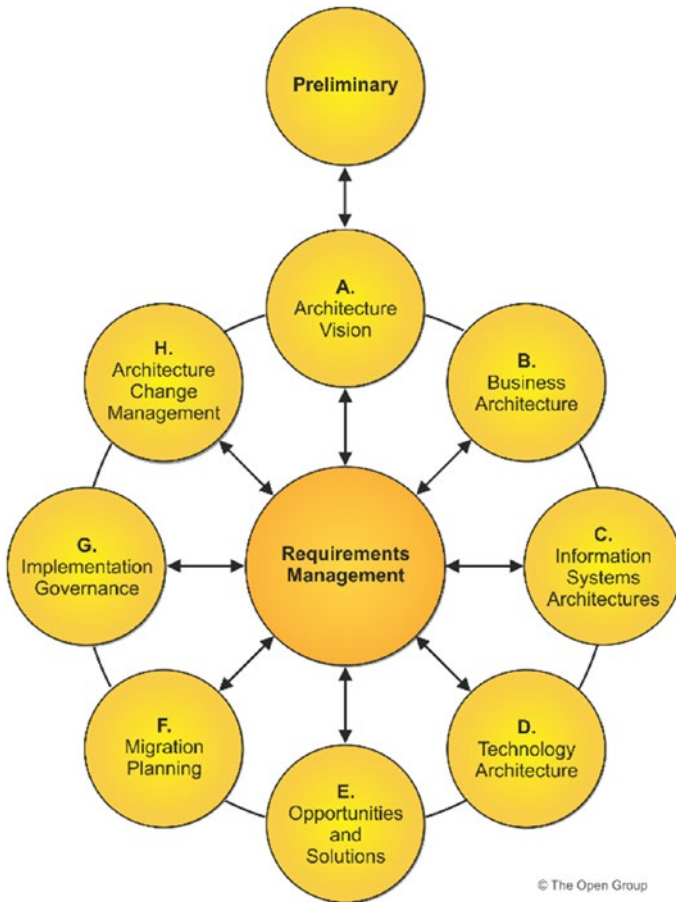 Preliminary
A.
Architecture
Vision
B.
Business
Architecture
C.
Information
Systems
Architectures
D.
Technology
Architecture
E.
Opportunities
and
Solutions
F.
Migration
Planning
G.
Implementation
Governance
H.
Architecture
Change
Management
Requirements
Management
© The Open Group